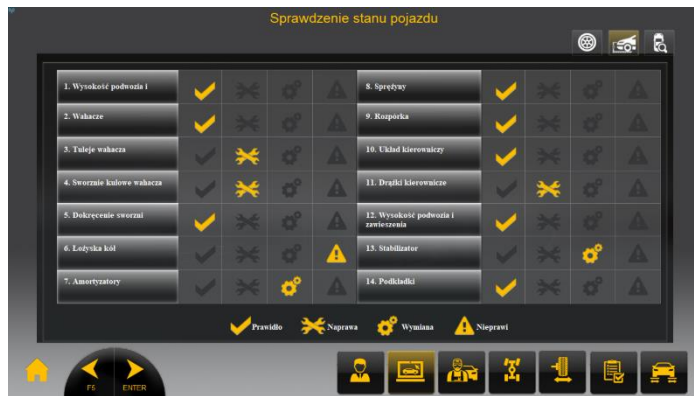 Sprawdzenie stanu pojazdu
1. Wysokość podwozia i
2. Wahacze
3. Tuleje wahacza
4. Sworznie kulowe wahacza
5. Dokręcenie sworzni
6. Łożyska kół
7. Amortyzatory
8. Sprężyny
9. Rozpórka
10. Układ kierowniczy
11. Drążki kierownicze
12. Wysokość podwozia i
zawieszenia
13. Stabilizator
14. Podkładki
Prawidło
Naprawa
Wymiana
Nieprawi
F5
ENTER